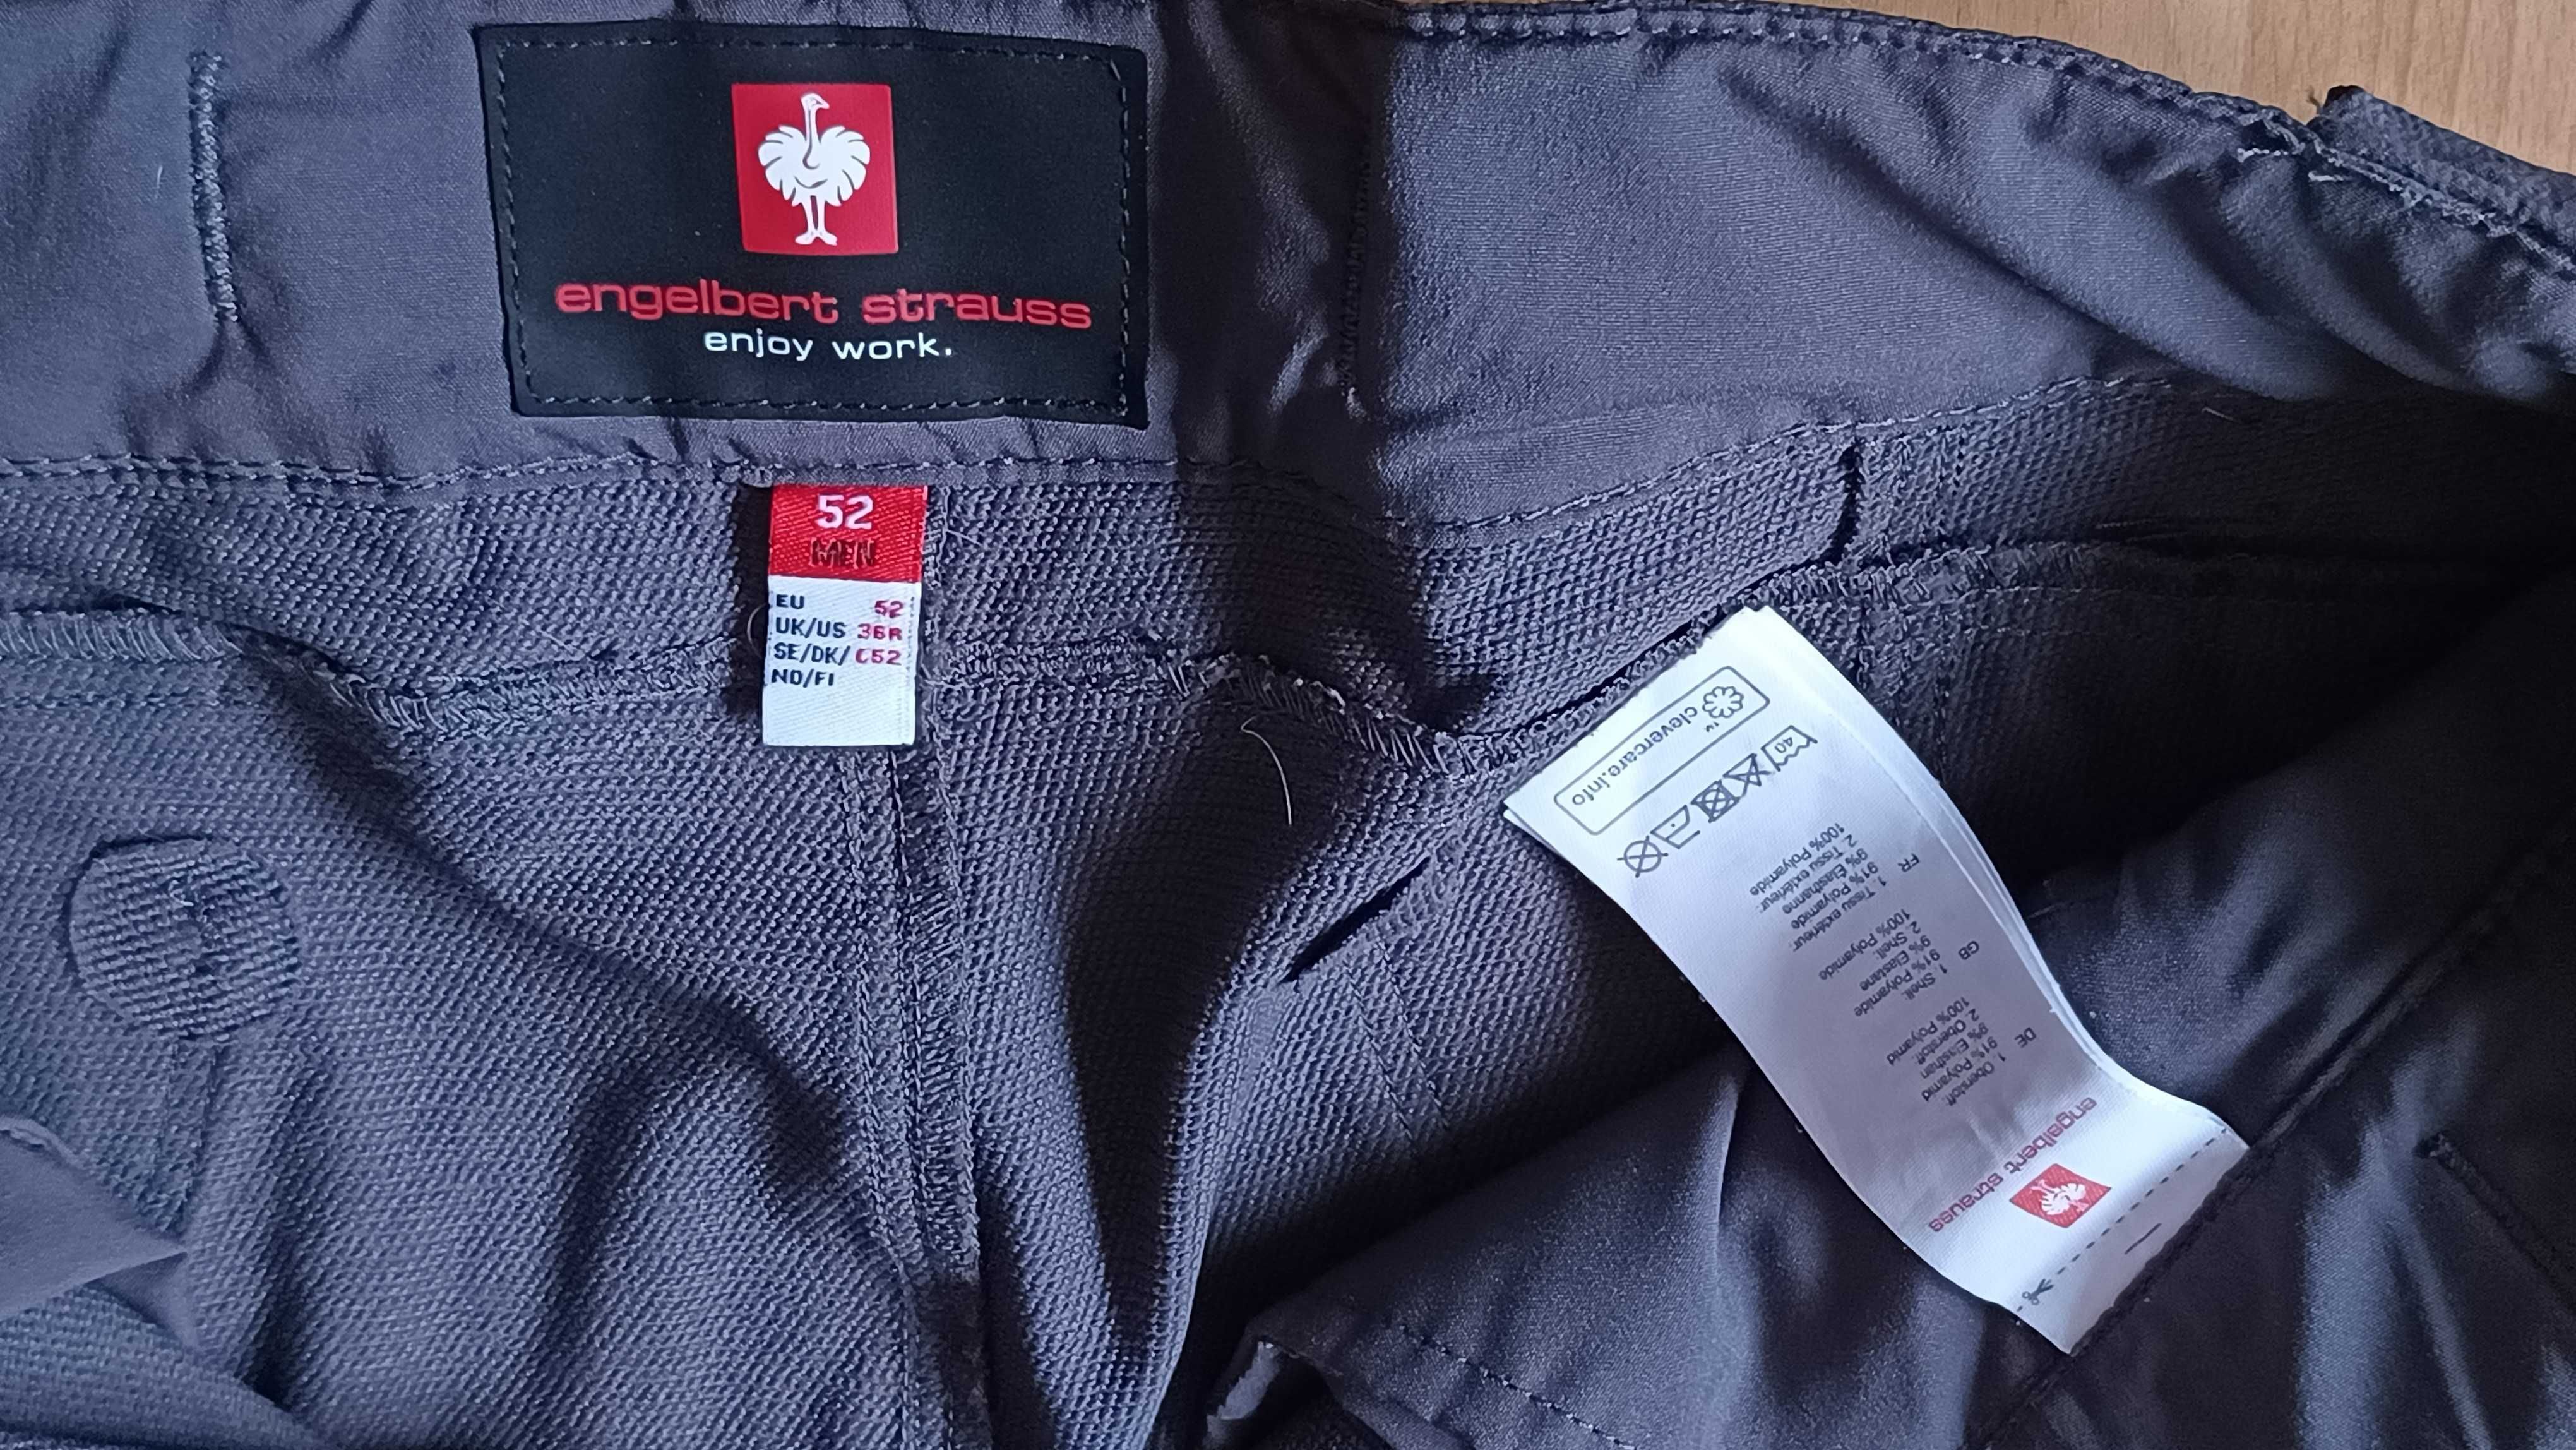 engelbert strauss
enjoy work.
52
MEN
EU 52
UK/US 36R
SE/DK/ C52
NO/FI
engelbert strauss
DE
1. Oberstoff:
91% Polyamid
9% Elasthan
2. Oberstoff:
100% Polyamid
GB
1. Shell:
91% Polyamide
9% Elastane
2. Shell:
100% Polyamide
FR
1. Tissu extérieur:
91% Polyamide
9% Élasthanne
2. Tissu extérieur:
100% Polyamide
40
clevercare.info